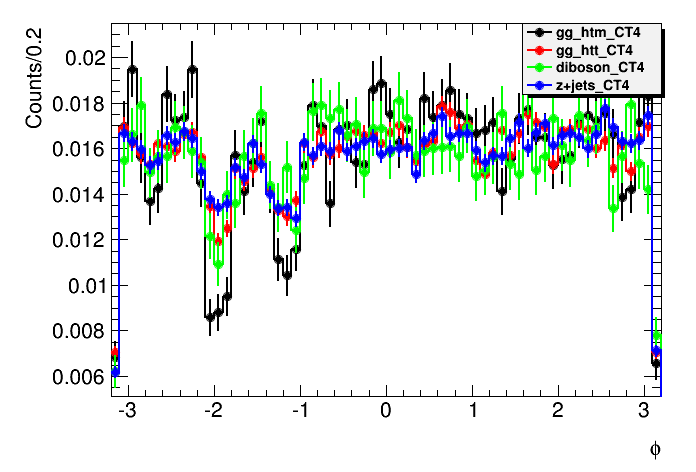 Counts/0.2
0.02
0.018
0.016
0.014
0.012
0.01
0.008
0.006
gg_htm_CT4
gg_htt_CT4
diboson_CT4
z+jets_CT4
-3 -2 -1 0 1 2 3
ϕ